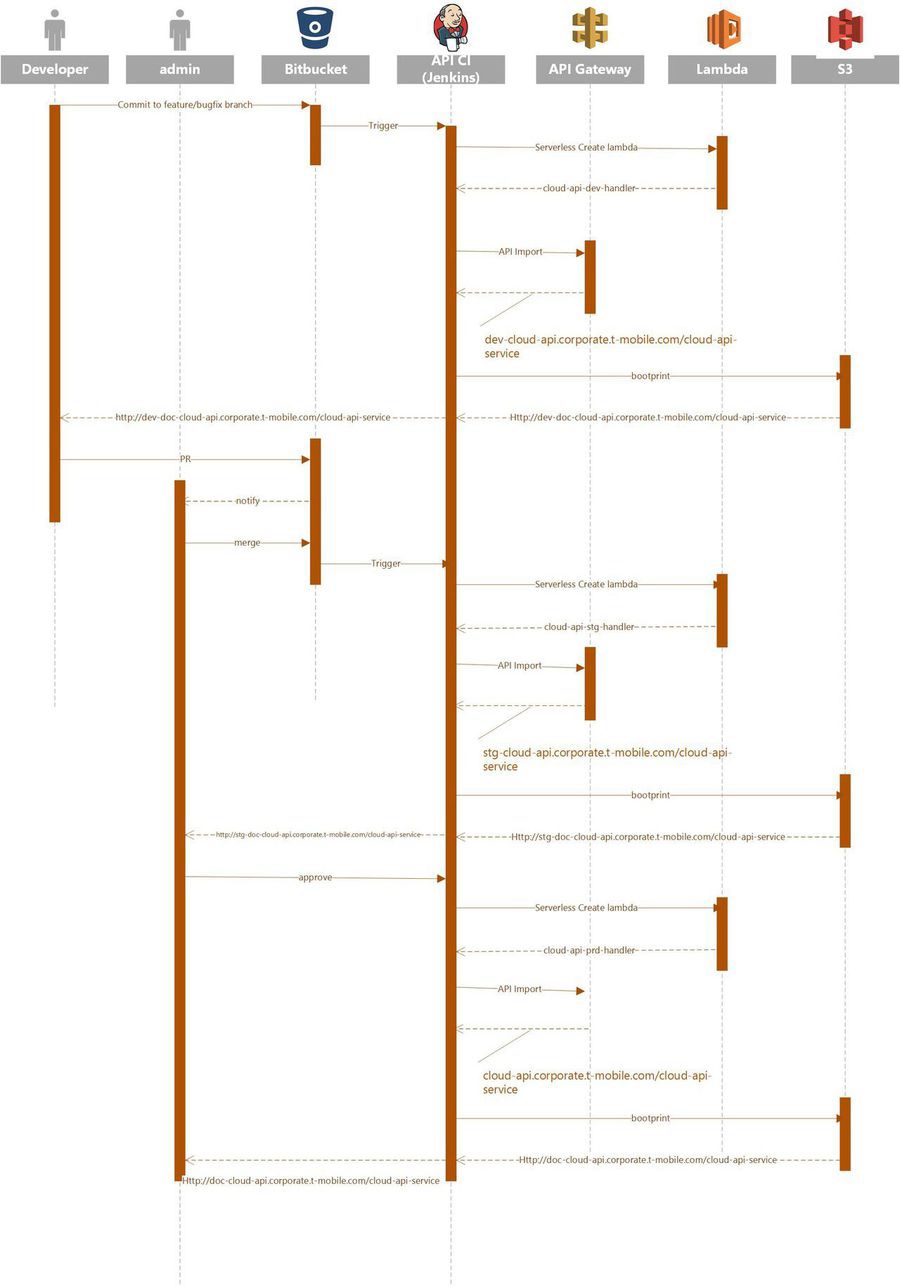 Developer
admin
Bitbucket
API CI
(Jenkins)
API Gateway
Lambda
S3
Commit to feature/bugfix branch
Trigger
Serverless Create lambda
cloud-api-dev-handler
API Import
dev-cloud-api.corporate.t-mobile.com/cloud-api-
service
bootprint
http://dev-doc-cloud-api.corporate.t-mobile.com/cloud-api-service
Http://dev-doc-cloud-api.corporate.t-mobile.com/cloud-api-service
PR
notify
merge
Trigger
Serverless Create lambda
cloud-api-stg-handler
API Import
stg-cloud-api.corporate.t-mobile.com/cloud-api-
service
bootprint
http://stg-doc-cloud-api.corporate.t-mobile.com/cloud-api-service
Http://stg-doc-cloud-api.corporate.t-mobile.com/cloud-api-service
approve
Serverless Create lambda
cloud-api-prd-handler
API Import
cloud-api.corporate.t-mobile.com/cloud-api-
service
bootprint
Http://doc-cloud-api.corporate.t-mobile.com/cloud-api-service
Http://doc-cloud-api.corporate.t-mobile.com/cloud-api-service